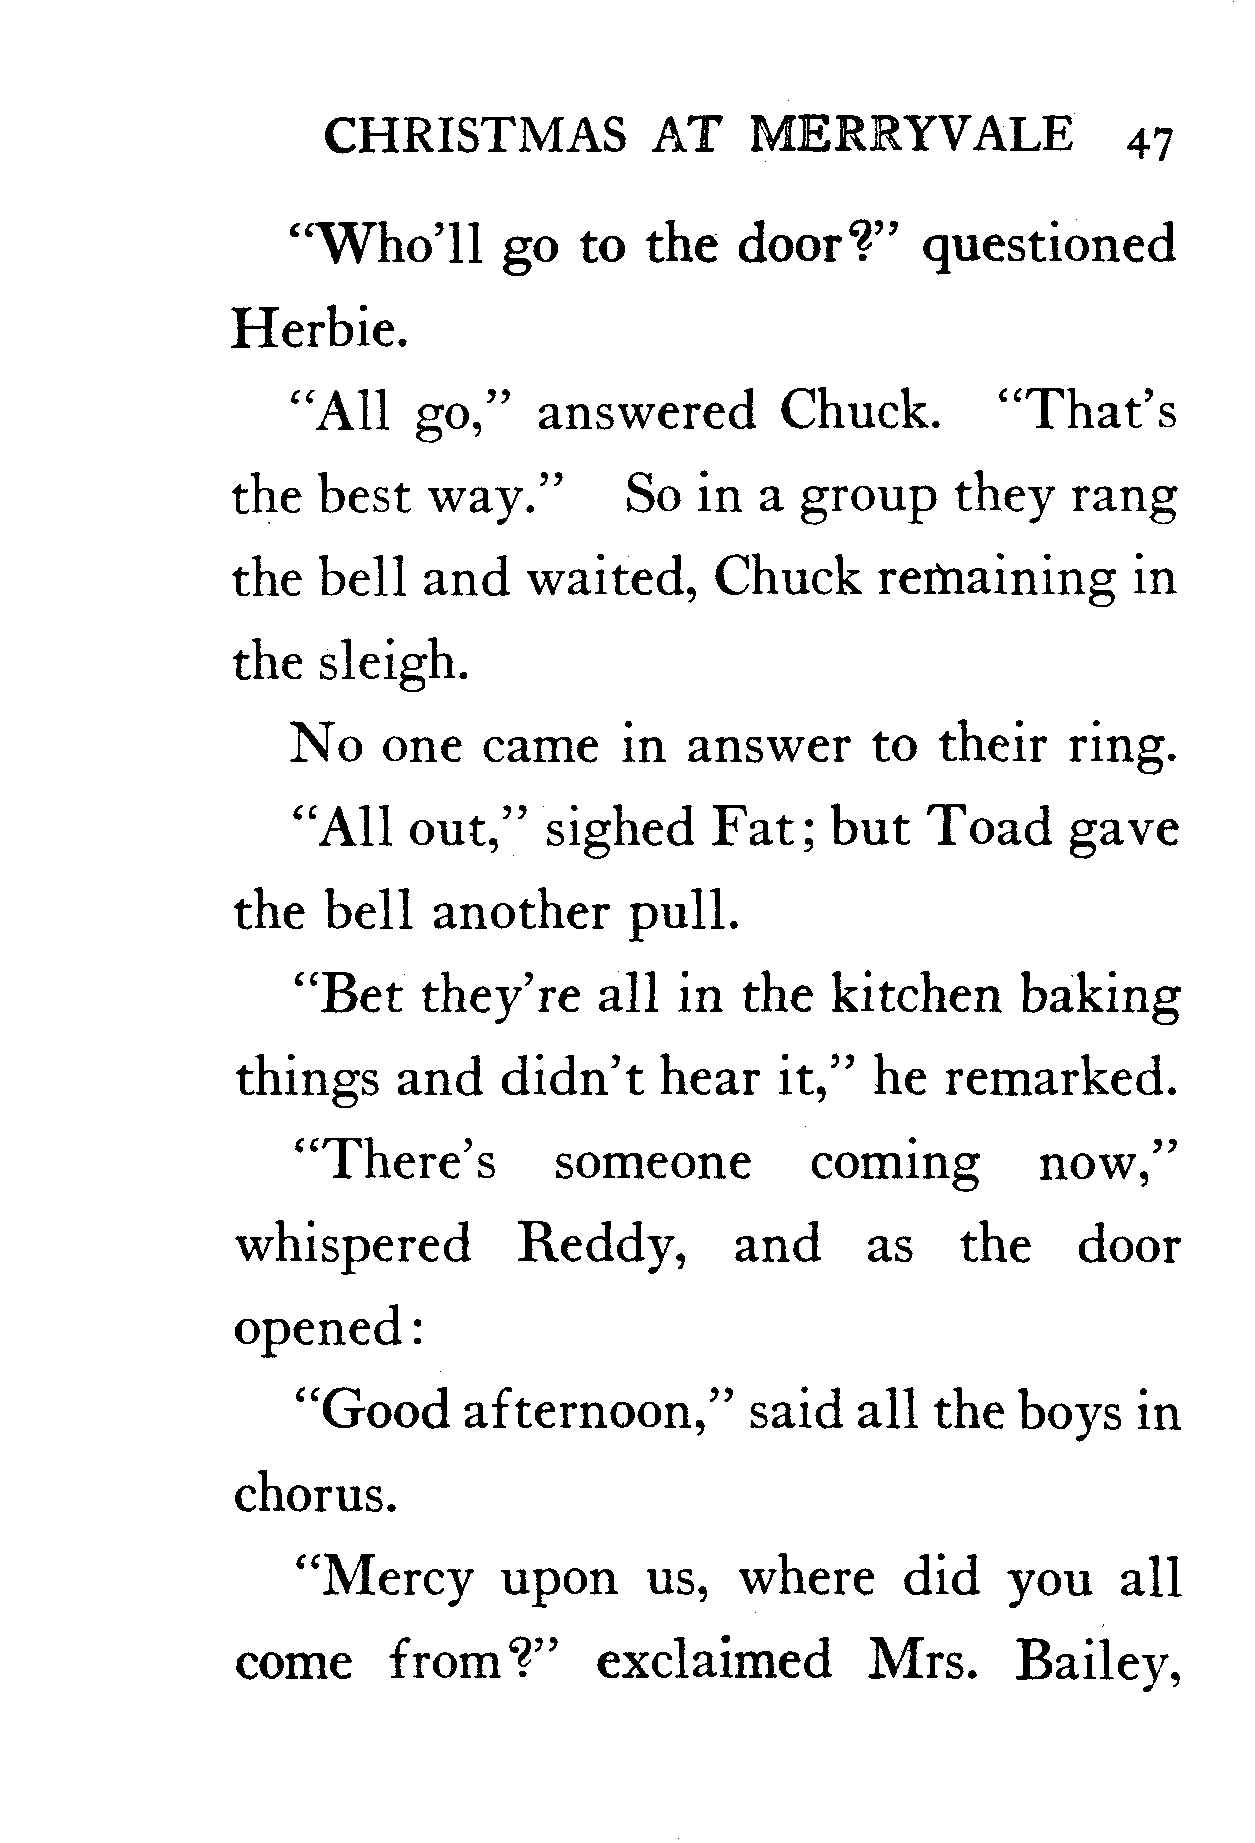 CHRISTMAS AT MERRYVALE 47
“Who’ll go to the door?” questioned
Herbie.
“All go,” answered Chuck. “That’s
the best way.” So in a group they rang
the bell and waited, Chuck remaining in
the sleigh.
No one came in answer to their ring.
“All out,” sighed Fat; but Toad gave
the bell another pull.
“Bet they’re all in the kitchen baking
things and didn’t hear it,” he remarked.
“There’s someone coming now,”
whispered Reddy, and as the door
opened:
“Good afternoon,” said all the boys in
chorus.
“Mercy upon us, where did you all
come from?” exclaimed Mrs. Bailey,